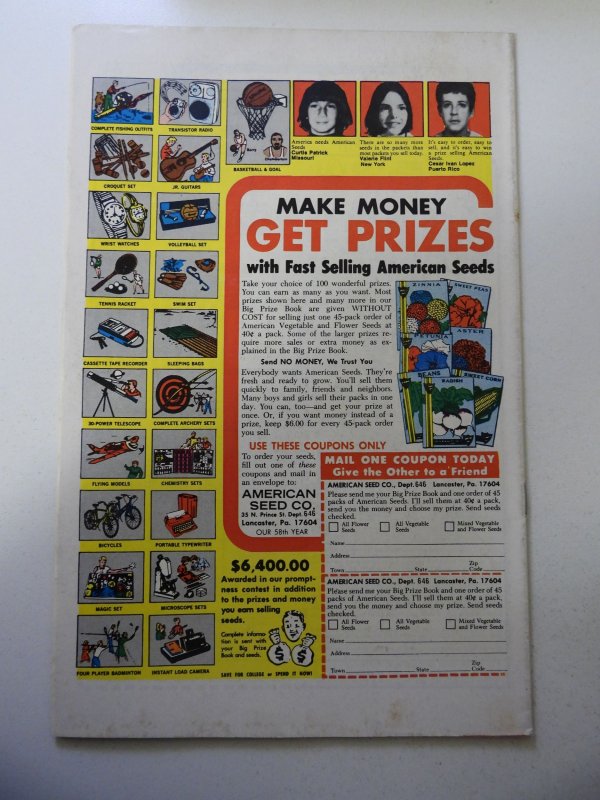 COMPLETE FISHING OUTFITS
TRANSISTOR RADIO
BASKETBALL & GOAL
CROQUET SET
JR. GUITARS
WRIST WATCHES
VOLLEYBALL SET
TENNIS RACKET
SWIM SET
CASSETTE TAPE RECORDER
SLEEPING BAGS
30-POWER TELESCOPE
COMPLETE ARCHERY SETS
FLYING MODELS
CHEMISTRY SETS
BICYCLES
PORTABLE TYPEWRITER
MAGIC SET
MICROSCOPE SETS
FOUR PLAYER BADMINTON
INSTANT LOAD CAMERA
America needs American
Seeds
Curtis Patrick
Missouri
There are so many more
seeds in the packets than
most packets you sell today.
Valerie Flint
New York
It's easy to order, easy to
sell, and it's easy to win
a prize selling American
Seeds.
Cesar Ivan Lopez
Puerto Rico
MAKE MONEY
GET PRIZES
with Fast Selling American Seeds
Take your choice of 100 wonderful prizes.
You can earn as many as you want. Most
prizes shown here and many more in our
Big Prize Book are given WITHOUT
COST for selling just one 45-pack order of
American Vegetable and Flower Seeds at
40¢ a pack. Some of the larger prizes re-
quire more sales or extra money as ex-
plained in the Big Prize Book.
Send NO MONEY, We Trust You
Everybody wants American Seeds. They're
fresh and ready to grow. You'll sell them
quickly to family, friends and neighbors.
Many boys and girls sell their packs in one
day. You can, too—and get your prize at
once. Or, if you want money instead of a
prize, keep $6.00 for every 45-pack order
you sell.
ZINNIA
SWEET PEAS
PETUNIA
ASTER
BEANS
RADISH
SWEET CORN
USE THESE COUPONS ONLY
To order your seeds,
fill out one of these
coupons and mail in
an envelope to:
AMERICAN
SEED CO.
35 N. Prince St. Dept. 646
Lancaster, Pa. 17604
OUR 58th YEAR
$6,400.00
Awarded in our prompt-
ness contest in addition
to the prizes and money
you earn selling
seeds.
Complete informa-
tion is sent with
your Big Prize
Book and seeds.
$ $
SAVE FOR COLLEGE or SPEND IT NOW!
MAIL ONE COUPON TODAY
Give the Other to a Friend
AMERICAN SEED CO., Dept. 646 Lancaster, Pa. 17604
Please send me your Big Prize Book and one order of 45
packs of American Seeds. I'll sell them at 40¢ a pack,
send you the money and choose my prize. Send seeds
checked.
All Flower Seeds
All Vegetable Seeds
Mixed Vegetable and Flower Seeds
Name
Address
Town State Zip Code
AMERICAN SEED CO., Dept. 646 Lancaster, Pa. 17604
Please send me your Big Prize Book and one order of 45
packs of American Seeds. I'll sell them at 40¢ a pack,
send you the money and choose my prize. Send seeds
checked.
All Flower Seeds
All Vegetable Seeds
Mixed Vegetable and Flower Seeds
Name
Address
Town State Zip Code